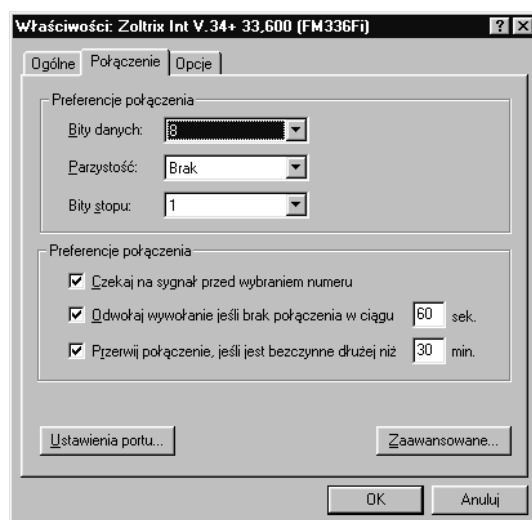 Właściwości: Zoltrix Int V.34+ 33,600 (FM336Fi)
Ogólne Połączenie Opcje
Preferencje połączenia
Bity danych: 8
Parzystość: Brak
Bity stopu: 1
Preferencje połączenia
Czekaj na sygnał przed wybraniem numeru
Odwołaj wywołanie jeśli brak połączenia w ciągu 60 sek.
Przerwij połączenie, jeśli jest bezczynne dłużej niż 30 min.
Ustawienia portu... Zaawansowane...
OK Anuluj